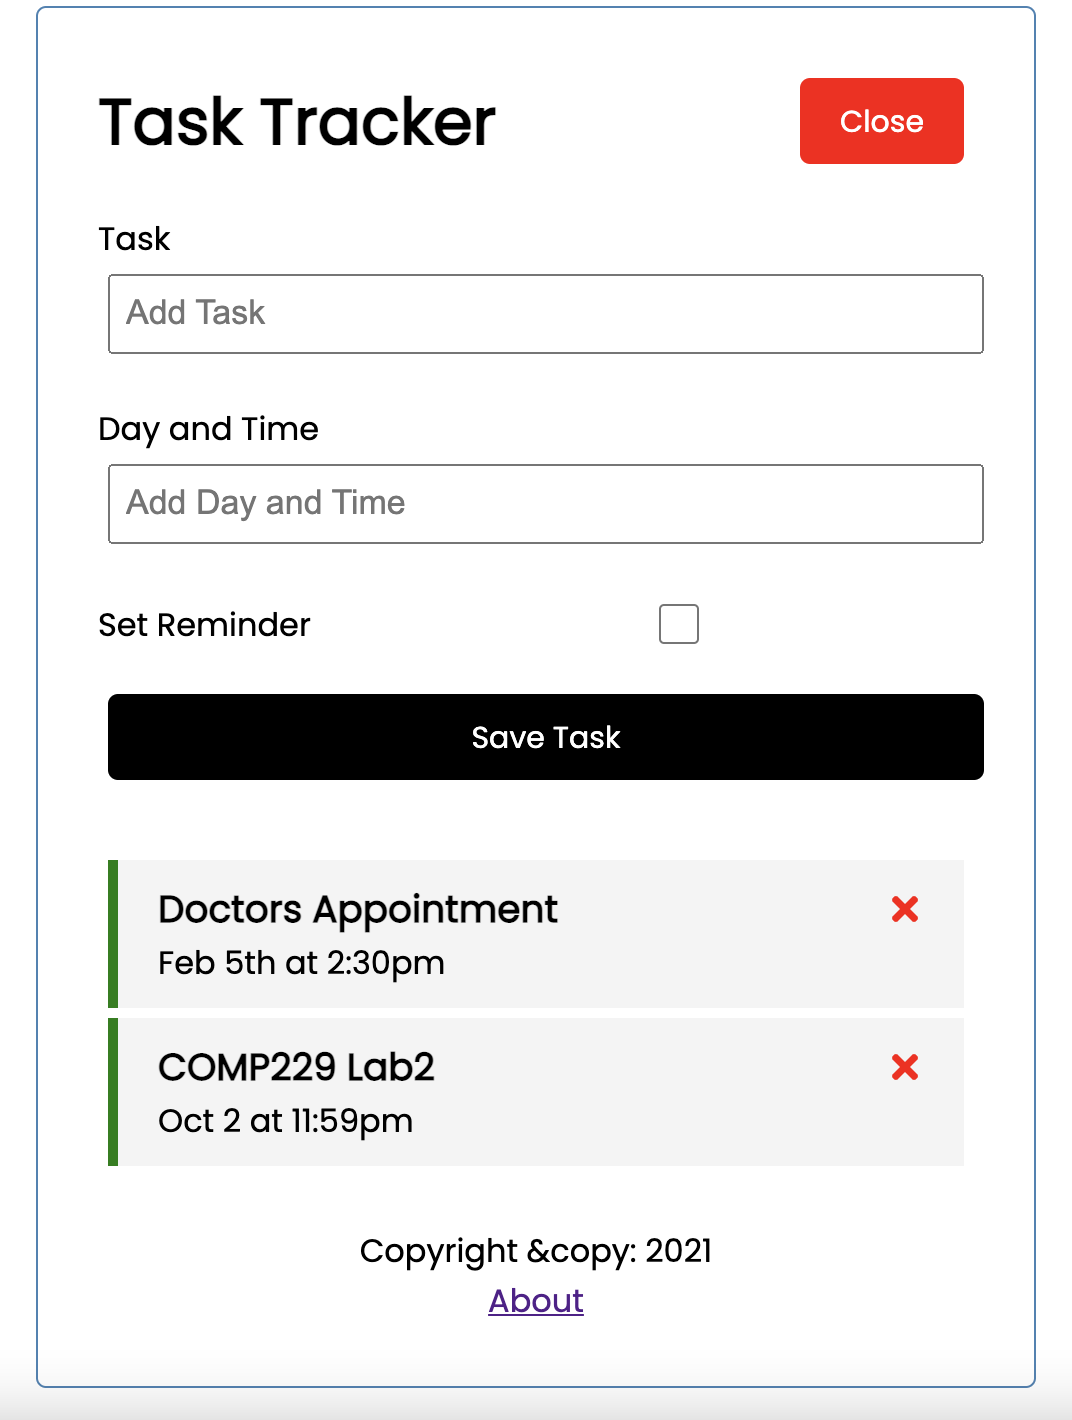 Task Tracker
Close
Task
Add Task
Day and Time
Add Day and Time
Set Reminder
Save Task
Doctors Appointment
Feb 5th at 2:30pm
COMP229 Lab2
Oct 2 at 11:59pm
Copyright &copy: 2021
About